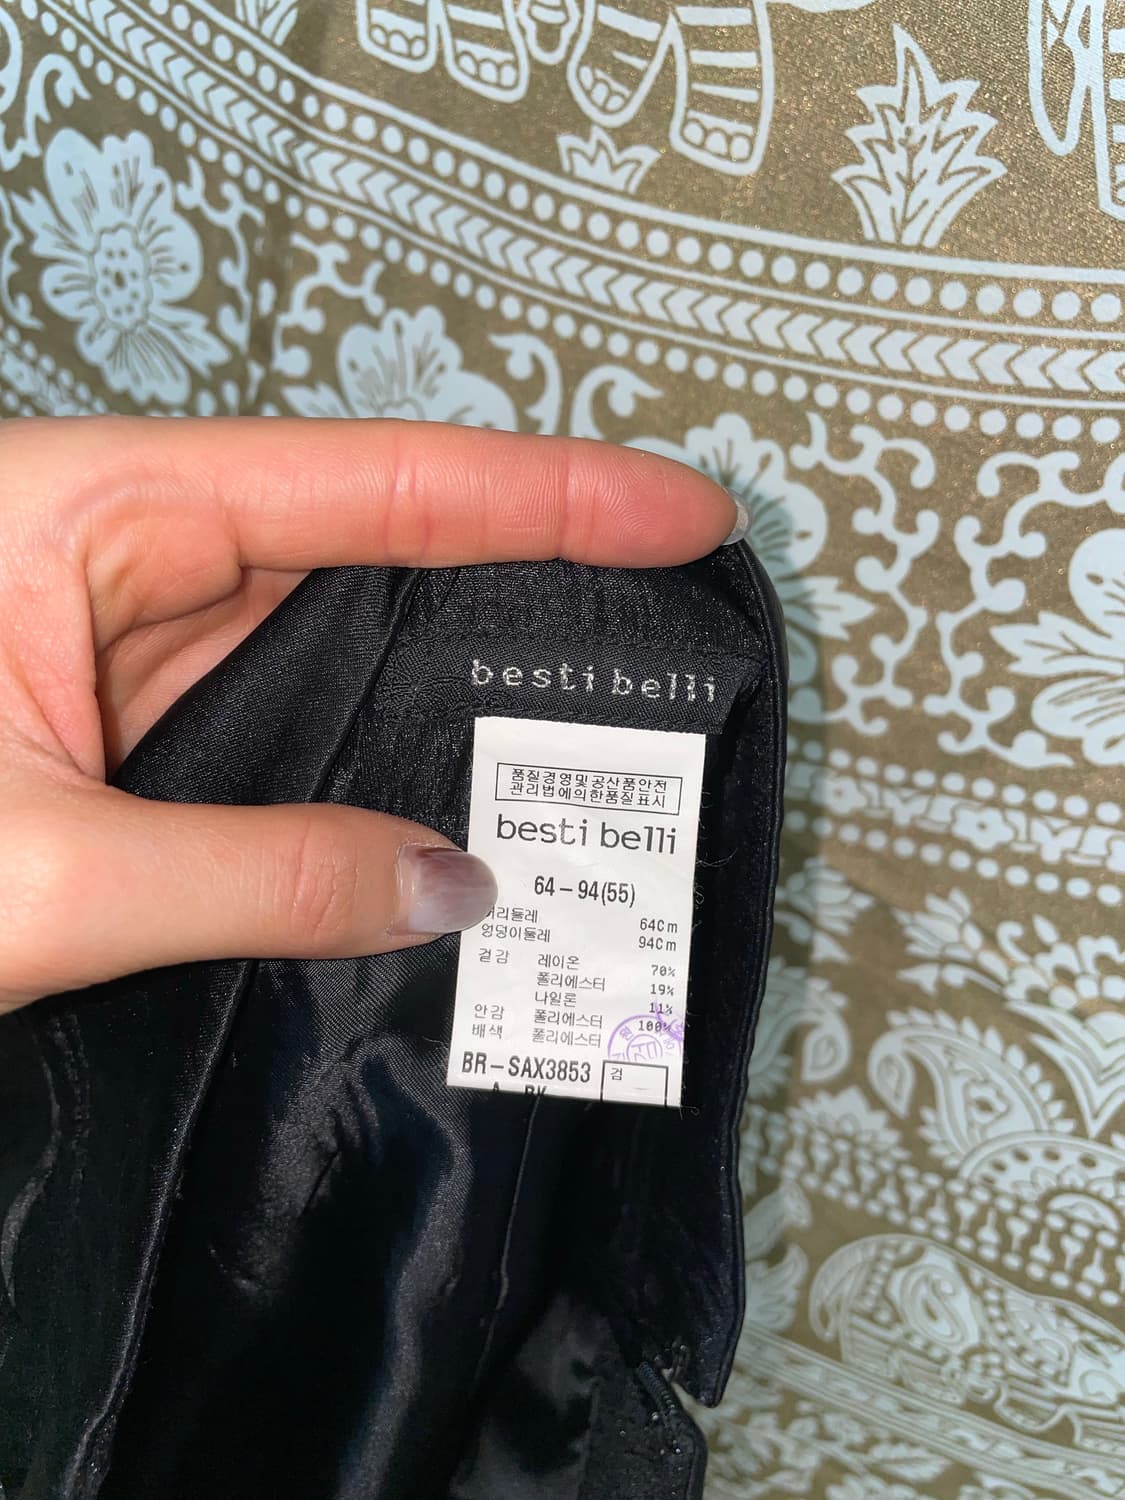 besti belli
품질경영및공산품안전
관리법에의한품질표시
besti belli
64-94(55)
허리둘레 64Cm
엉덩이둘레 94Cm
겉감 레이온 70%
폴리에스터 19%
나일론 11%
안감 폴리에스터 100%
배색 폴리에스터
BR-SAX3853
검
A BK